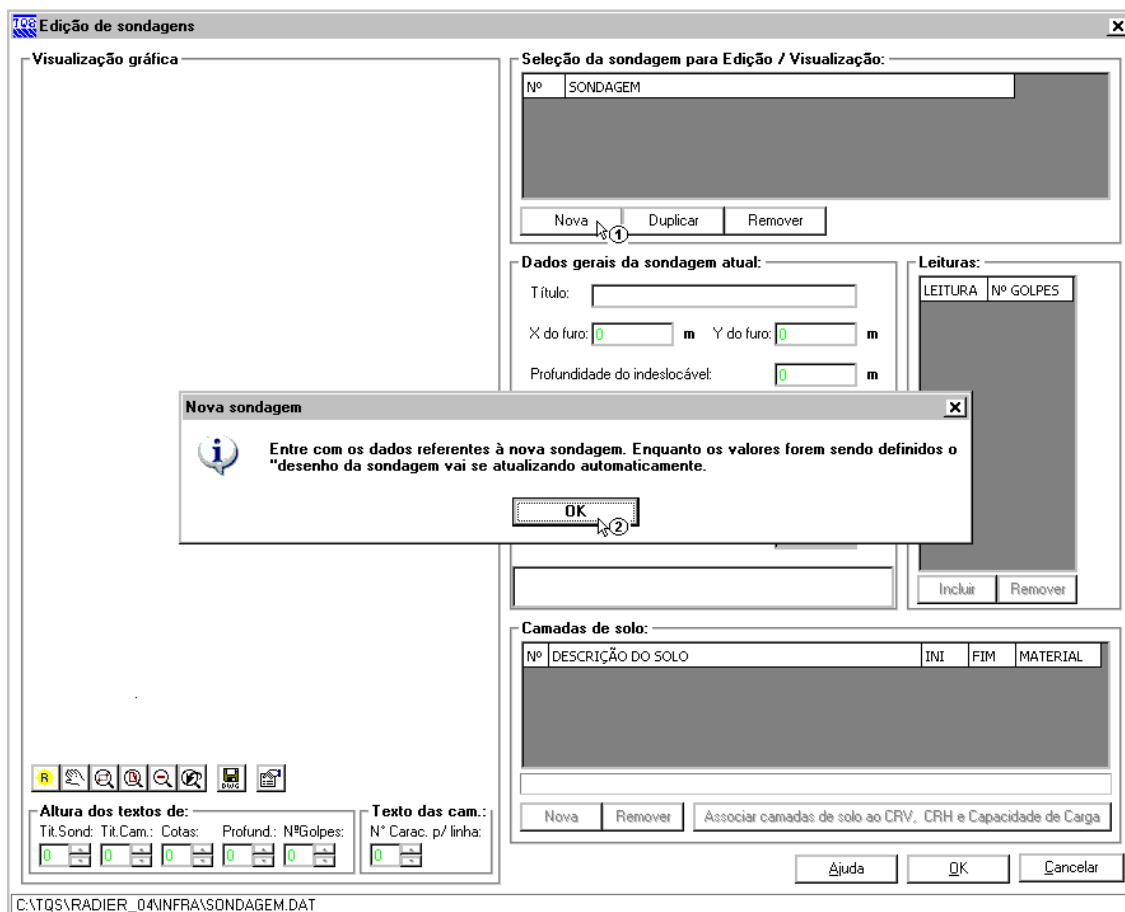 TQS Edição de sondagens
Visualização gráfica
Seleção da sondagem para Edição / Visualização:
Nº SONDAGEM
Nova Duplicar Remover
1
Dados gerais da sondagem atual:
Título:
X do furo: 0 m Y do furo: 0 m
Profundidade do indeslocável: 0 m
Leituras:
LEITURA Nº GOLPES
Nova sondagem
Entre com os dados referentes à nova sondagem. Enquanto os valores forem sendo definidos o
"desenho da sondagem vai se atualizando automaticamente.
OK
2
Incluir Remover
Camadas de solo:
Nº DESCRIÇÃO DO SOLO INI FIM MATERIAL
R DWG
Altura dos textos de:
Tit.Sond: Tit.Cam.: Cotas: Profund.: NºGolpes:
0 0 0 0 0
Texto das cam.:
N° Carac. p/ linha:
0
Nova Remover Associar camadas de solo ao CRV, CRH e Capacidade de Carga
Ajuda OK Cancelar
C:\TQS\RADIER_04\INFRA\SONDAGEM.DAT